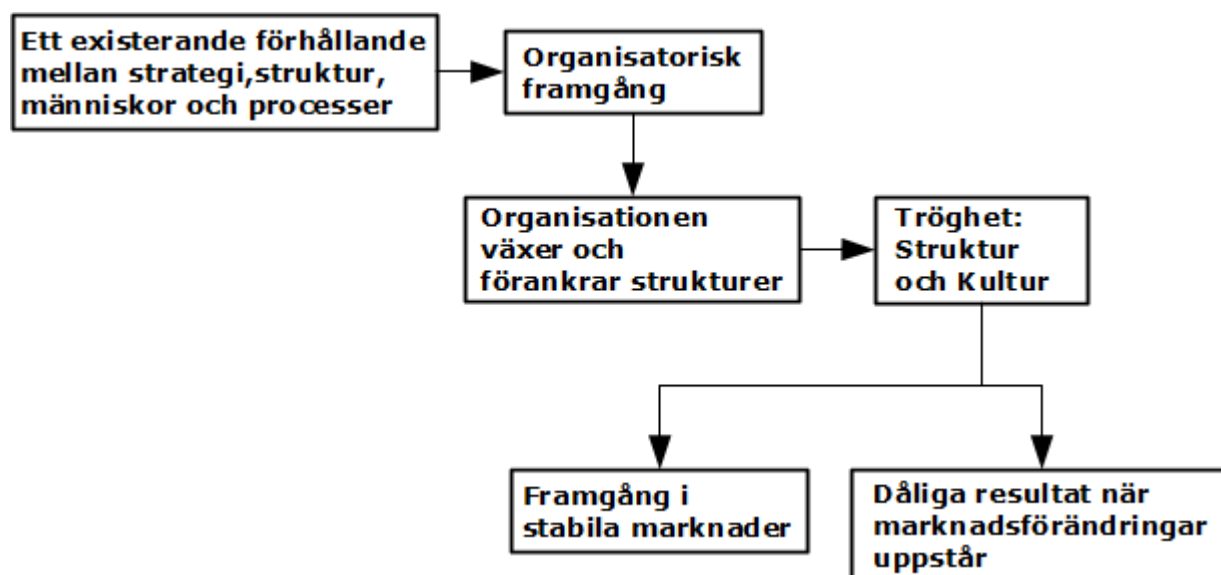 Ett existerande förhållande
mellan strategi,struktur,
människor och processer
Organisatorisk
framgång
Organisationen
växer och
förankrar strukturer
Tröghet:
Struktur
och Kultur
Framgång i
stabila marknader
Dåliga resultat när
marknadsförändringar
uppstår